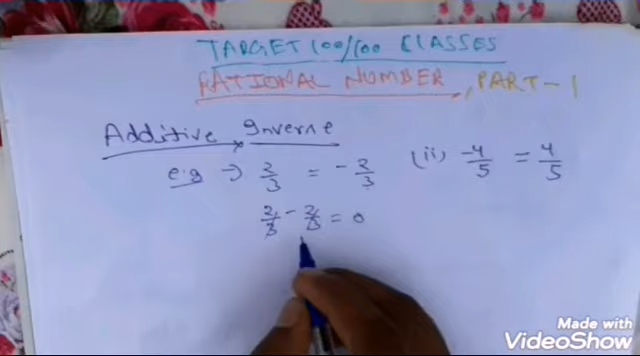 TARGET 100/100 CLASSES
RATIONAL NUMBER, PART-1
Additive Inverse
e.g → 2/3 = -2/3 (ii) -4/5 = 4/5
2/3 - 2/3 = 0
Made with
VideoShow